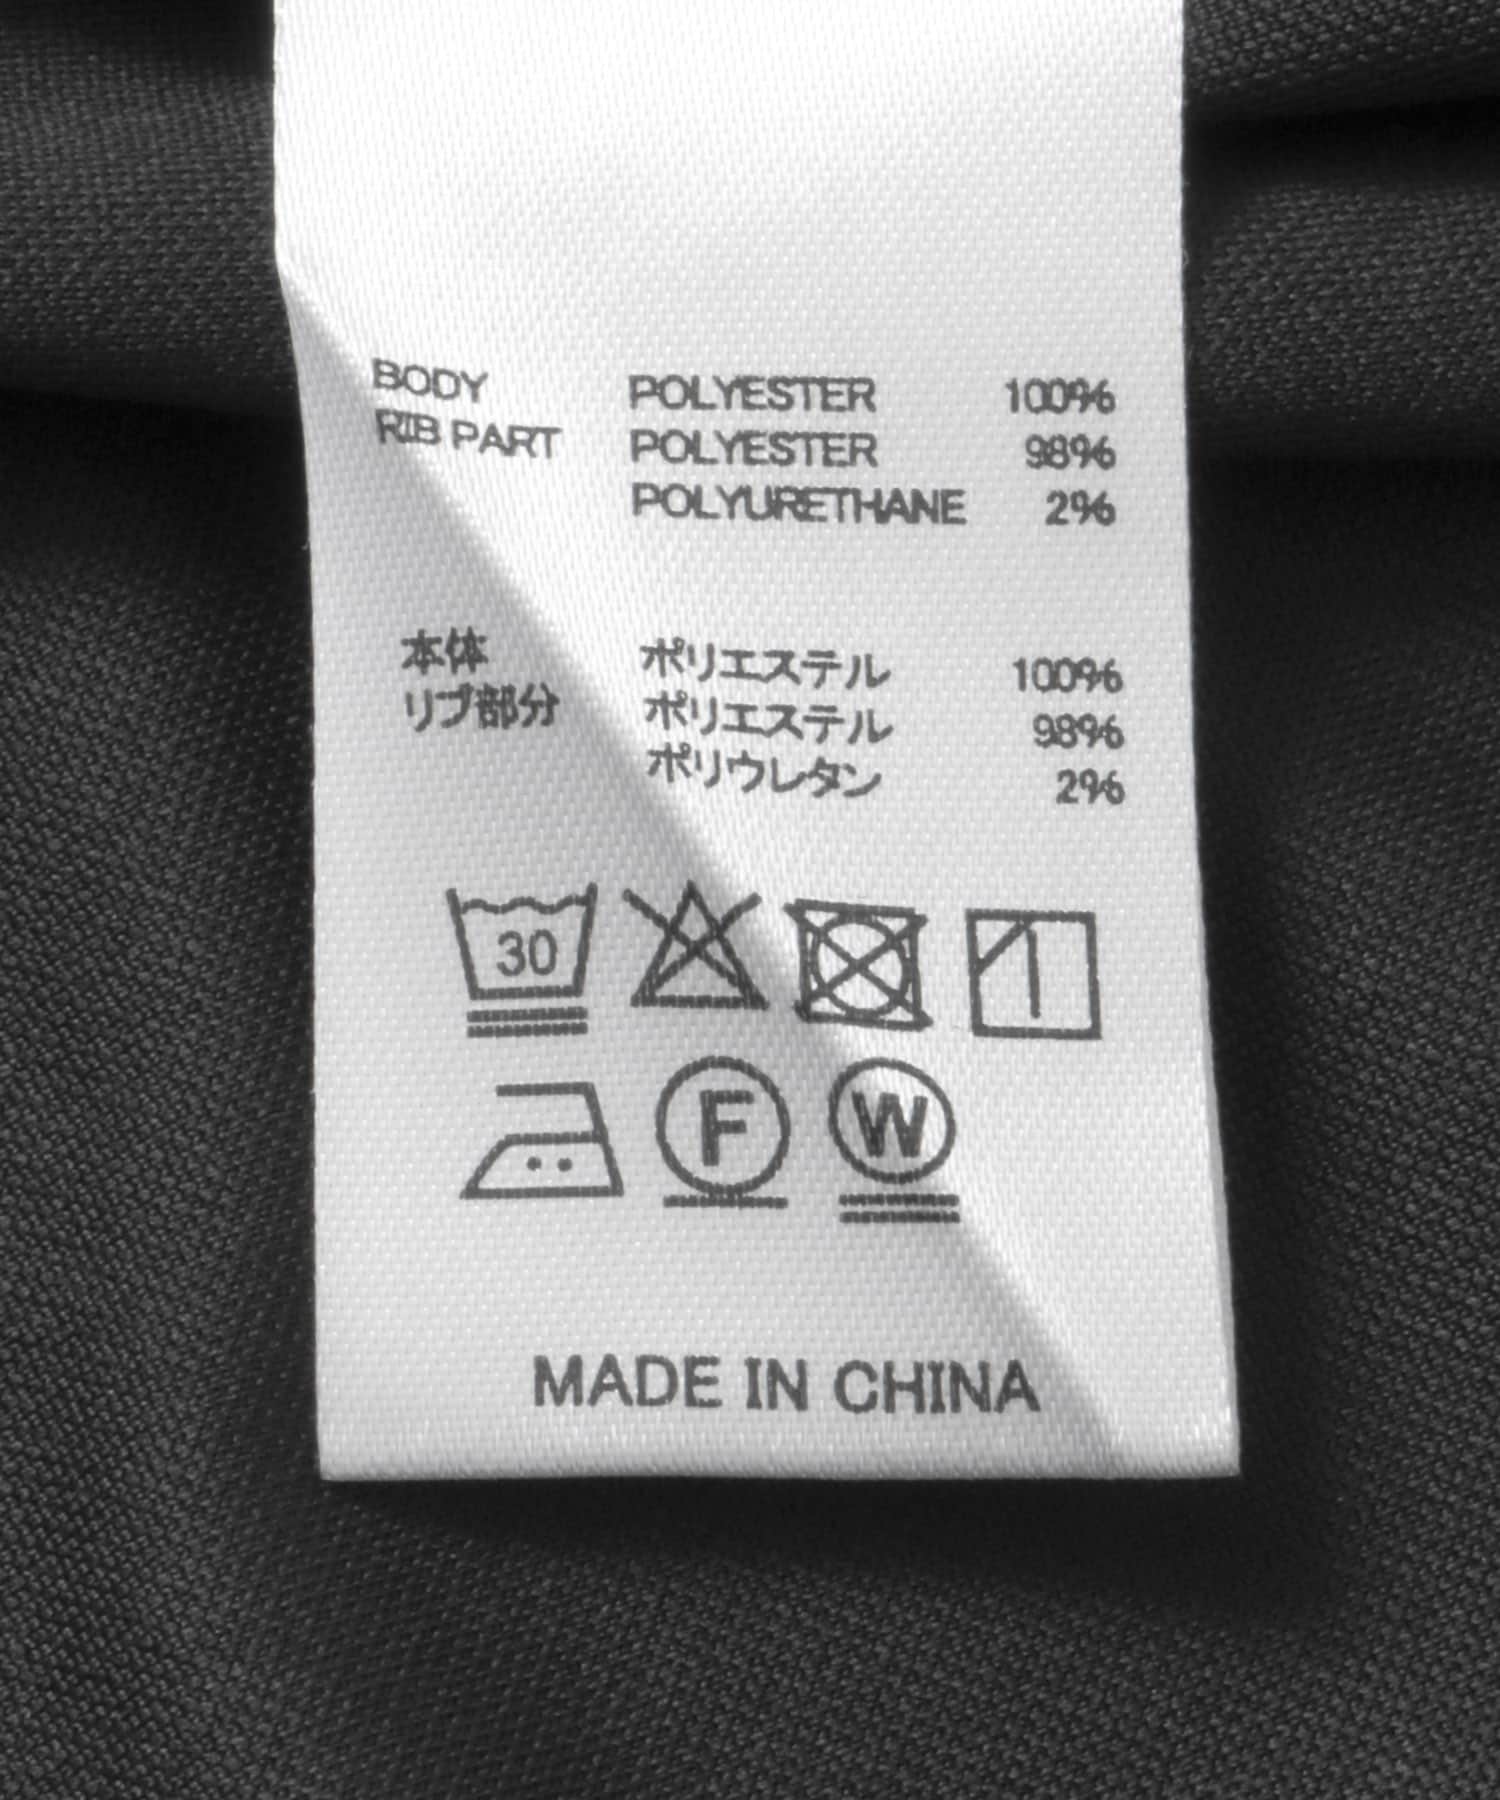 BODY POLYESTER 100%
RIB PART POLYESTER 98%
POLYURETHANE 2%
本体 ポリエステル 100%
リブ部分 ポリエステル 98%
ポリウレタン 2%
30
F W
MADE IN CHINA